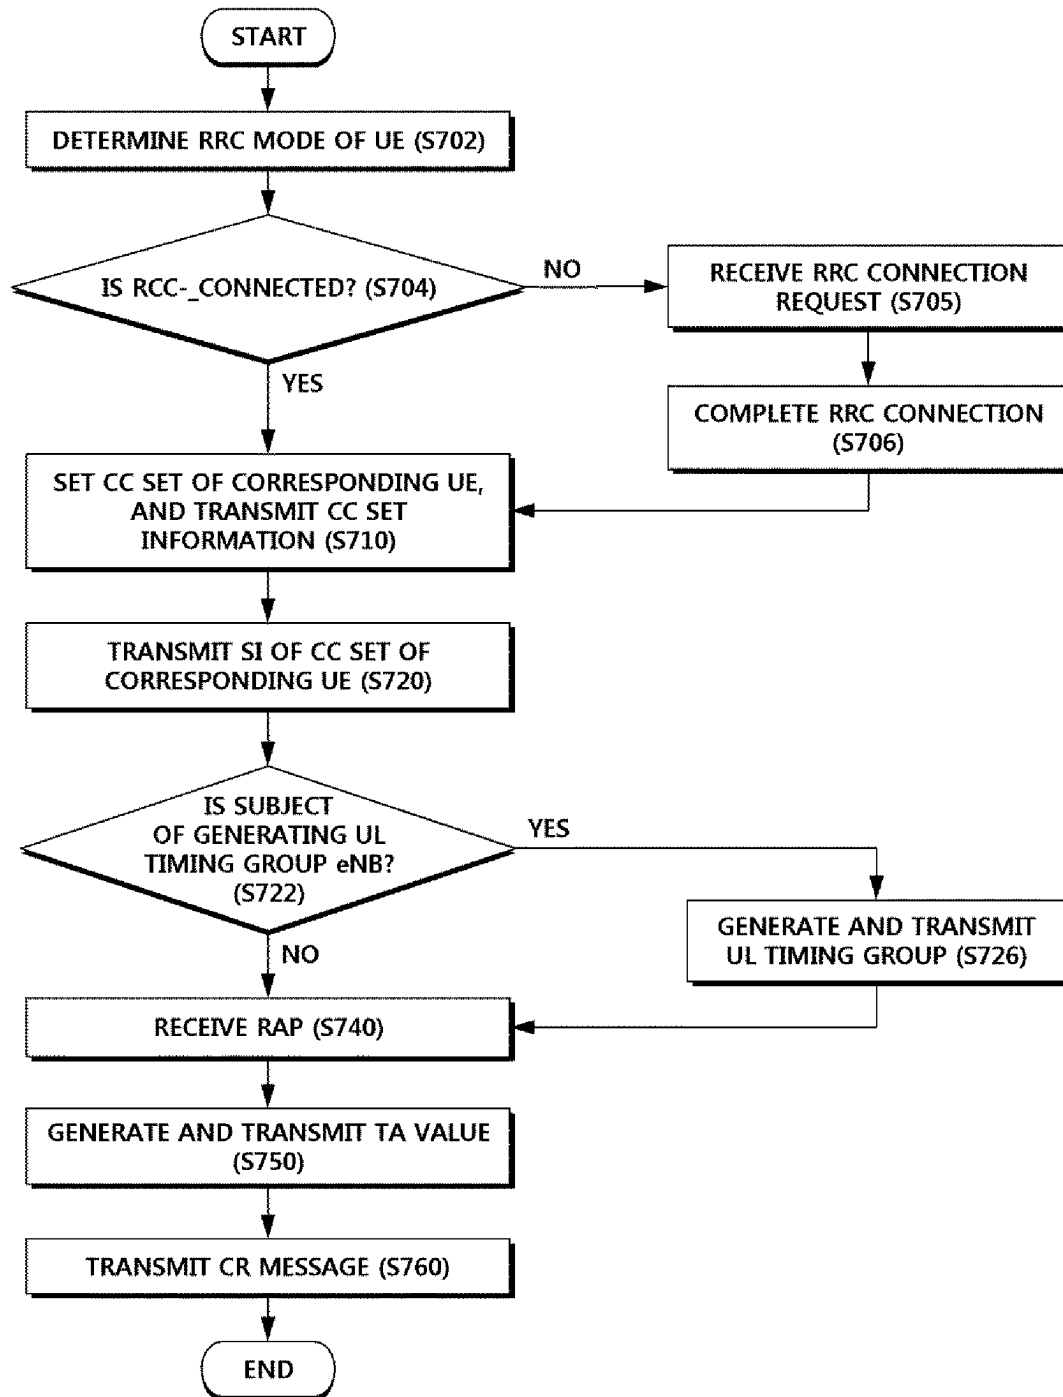 START
DETERMINE RRC MODE OF UE (S702)
IS RCC-_CONNECTED? (S704)
NO
RECEIVE RRC CONNECTION
REQUEST (S705)
YES
COMPLETE RRC CONNECTION
(S706)
SET CC SET OF CORRESPONDING UE,
AND TRANSMIT CC SET
INFORMATION (S710)
TRANSMIT SI OF CC SET OF
CORRESPONDING UE (S720)
IS SUBJECT
OF GENERATING UL
TIMING GROUP eNB?
(S722)
YES
GENERATE AND TRANSMIT
UL TIMING GROUP (S726)
NO
RECEIVE RAP (S740)
GENERATE AND TRANSMIT TA VALUE
(S750)
TRANSMIT CR MESSAGE (S760)
END